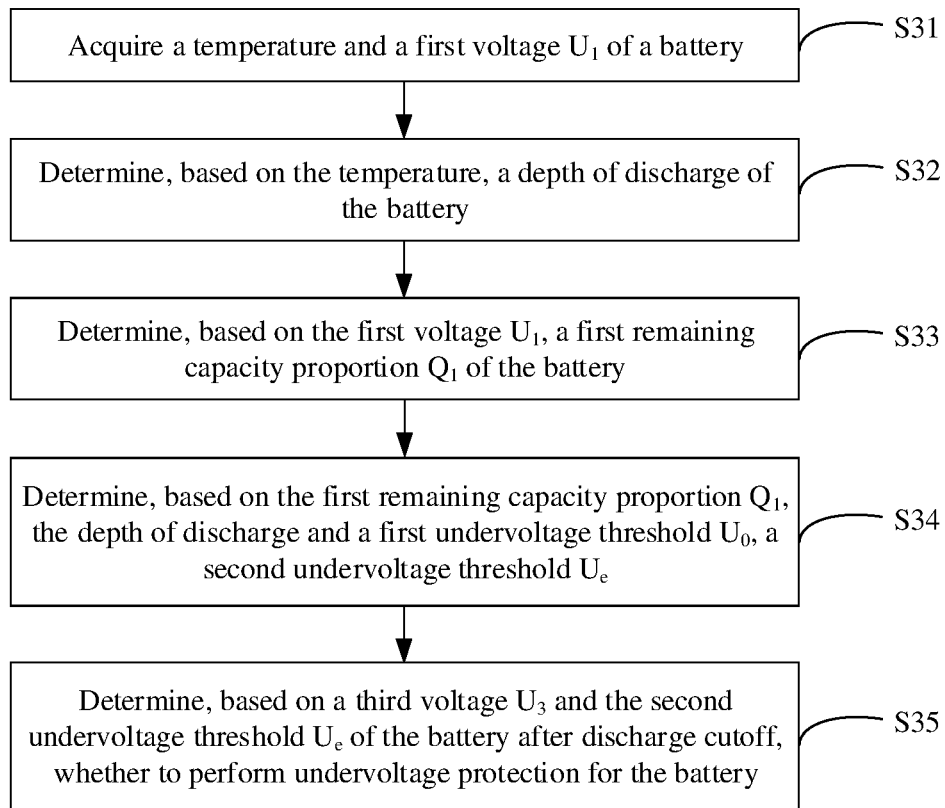 Acquire a temperature and a first voltage U₁ of a battery
S31
Determine, based on the temperature, a depth of discharge of
the battery
S32
Determine, based on the first voltage U₁, a first remaining
capacity proportion Q₁ of the battery
S33
Determine, based on the first remaining capacity proportion Q₁,
the depth of discharge and a first undervoltage threshold U₀, a
second undervoltage threshold Uₑ
S34
Determine, based on a third voltage U₃ and the second
undervoltage threshold Uₑ of the battery after discharge cutoff,
whether to perform undervoltage protection for the battery
S35